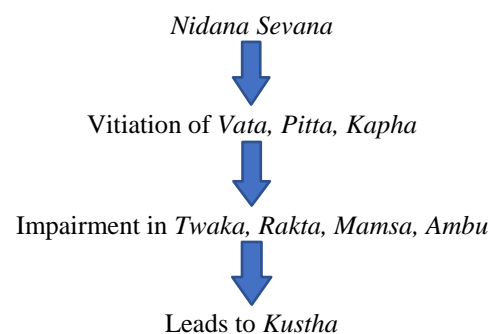 Nidana Sevana
Vitiation of Vata, Pitta, Kapha
Impairment in Twaka, Rakta, Mamsa, Ambu
Leads to Kustha